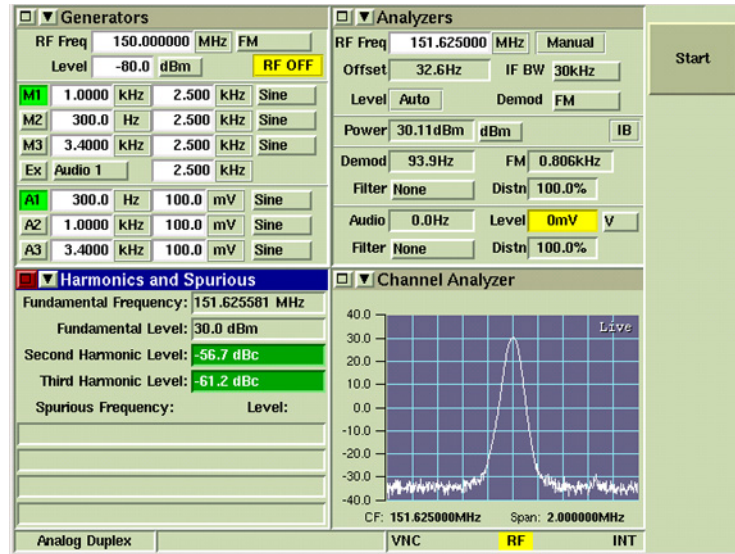 Generators
RF Freq 150.000000 MHz FM
Level -80.0 dBm RF OFF
M1 1.0000 kHz 2.500 kHz Sine
M2 300.0 Hz 2.500 kHz Sine
M3 3.4000 kHz 2.500 kHz Sine
Ex Audio 1 2.500 kHz
A1 300.0 Hz 100.0 mV Sine
A2 1.0000 kHz 100.0 mV Sine
A3 3.4000 kHz 100.0 mV Sine
Analyzers
RF Freq 151.625000 MHz Manual
Offset 32.6Hz IF BW 30kHz
Level Auto Demod FM
Power 30.11dBm dBm IB
Demod 93.9Hz FM 0.806kHz
Filter None Distn 100.0%
Audio 0.0Hz Level 0mV V
Filter None Distn 100.0%
Start
Harmonics and Spurious
Fundamental Frequency: 151.625581 MHz
Fundamental Level: 30.0 dBm
Second Harmonic Level: -56.7 dBc
Third Harmonic Level: -61.2 dBc
Spurious Frequency: Level:
Channel Analyzer
Live
40.0
30.0
20.0
10.0
0.0
-10.0
-20.0
-30.0
-40.0
CF: 151.625000MHz Span: 2.000000MHz
Analog Duplex VNC RF INT